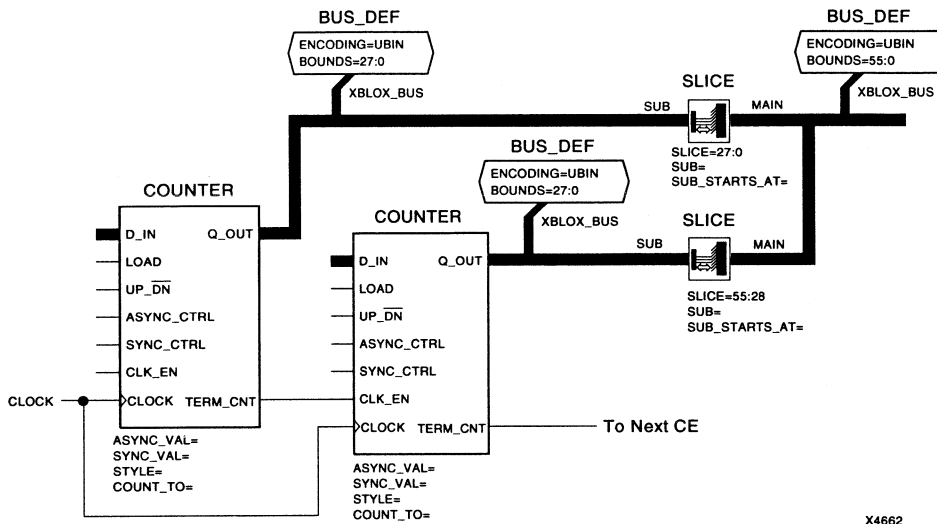 BUS_DEF
ENCODING=UBIN
BOUNDS=27:0
XBLOX_BUS
BUS_DEF
ENCODING=UBIN
BOUNDS=55:0
XBLOX_BUS
SLICE
SUB
MAIN
SLICE=27:0
SUB=
SUB_STARTS_AT=
BUS_DEF
ENCODING=UBIN
BOUNDS=27:0
XBLOX_BUS
SUB
MAIN
SLICE
SLICE=55:28
SUB=
SUB_STARTS_AT=
COUNTER
D_IN Q_OUT
LOAD
UP_DN
ASYNC_CTRL
SYNC_CTRL
CLK_EN
CLOCK
CLOCK TERM_CNT
ASYNC_VAL=
SYNC_VAL=
STYLE=
COUNT_TO=
COUNTER
D_IN Q_OUT
LOAD
UP_DN
ASYNC_CTRL
SYNC_CTRL
CLK_EN
CLOCK TERM_CNT
To Next CE
ASYNC_VAL=
SYNC_VAL=
STYLE=
COUNT_TO=
X4662